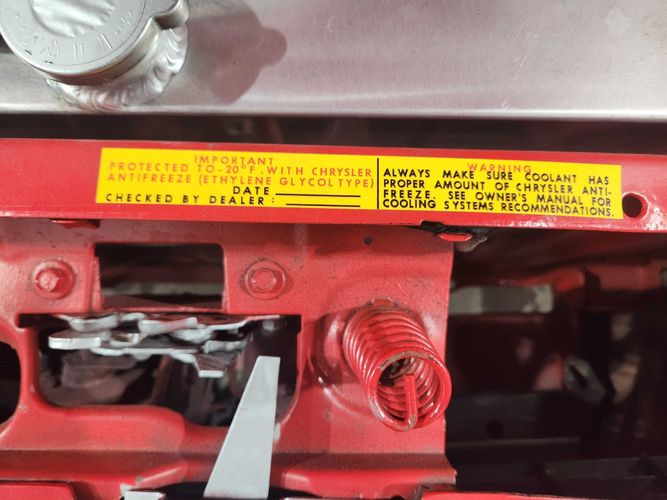 IMPORTANT
PROTECTED TO -20°F. WITH CHRYSLER
ANTIFREEZE (ETHYLENE GLYCOL TYPE)
DATE
CHECKED BY DEALER:
WARNING
ALWAYS MAKE SURE COOLANT HAS
PROPER AMOUNT OF CHRYSLER ANTI-
FREEZE. SEE OWNER'S MANUAL FOR
COOLING SYSTEMS RECOMMENDATIONS.